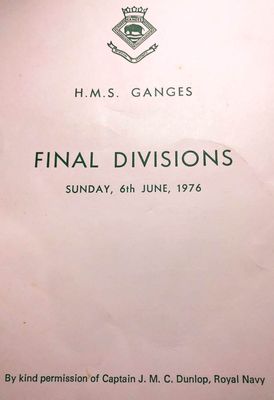 H.M.S. GANGES
FINAL DIVISIONS
SUNDAY, 6th JUNE, 1976
By kind permission of Captain J. M. C. Dunlop, Royal Navy